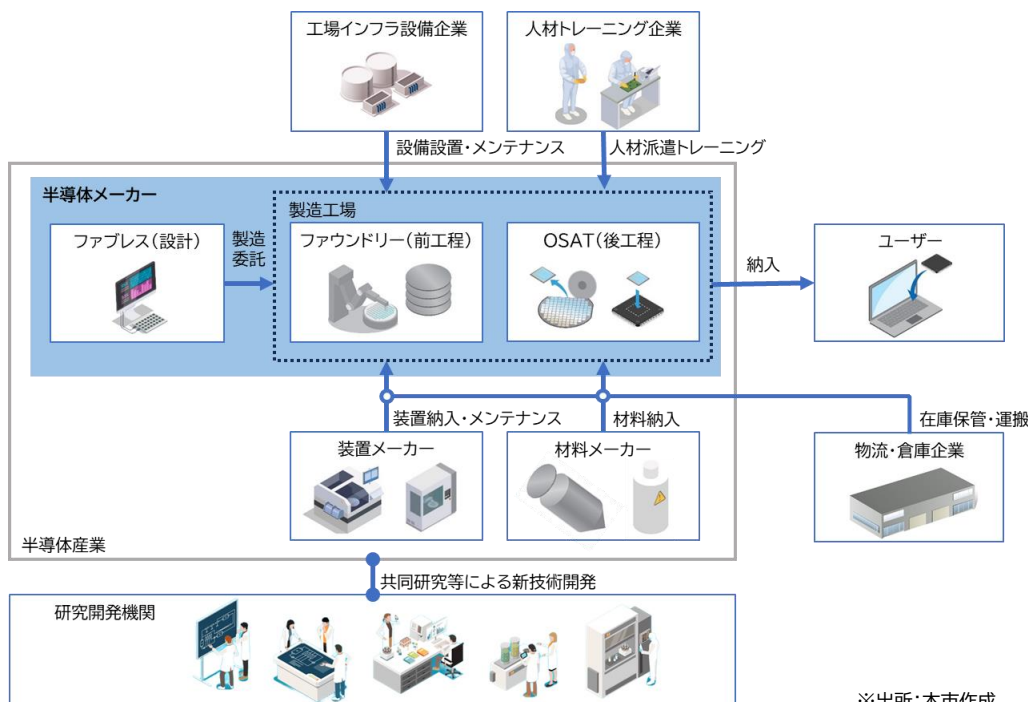 工場インフラ設備企業
人材トレーニング企業
設備設置・メンテナンス
人材派遣トレーニング
半導体メーカー
製造工場
ファブレス(設計)
製造
委託
ファウンドリー(前工程)
OSAT(後工程)
納入
ユーザー
装置納入・メンテナンス
材料納入
在庫保管・運搬
装置メーカー
材料メーカー
物流・倉庫企業
半導体産業
共同研究等による新技術開発
研究開発機関
※出所:本市作成